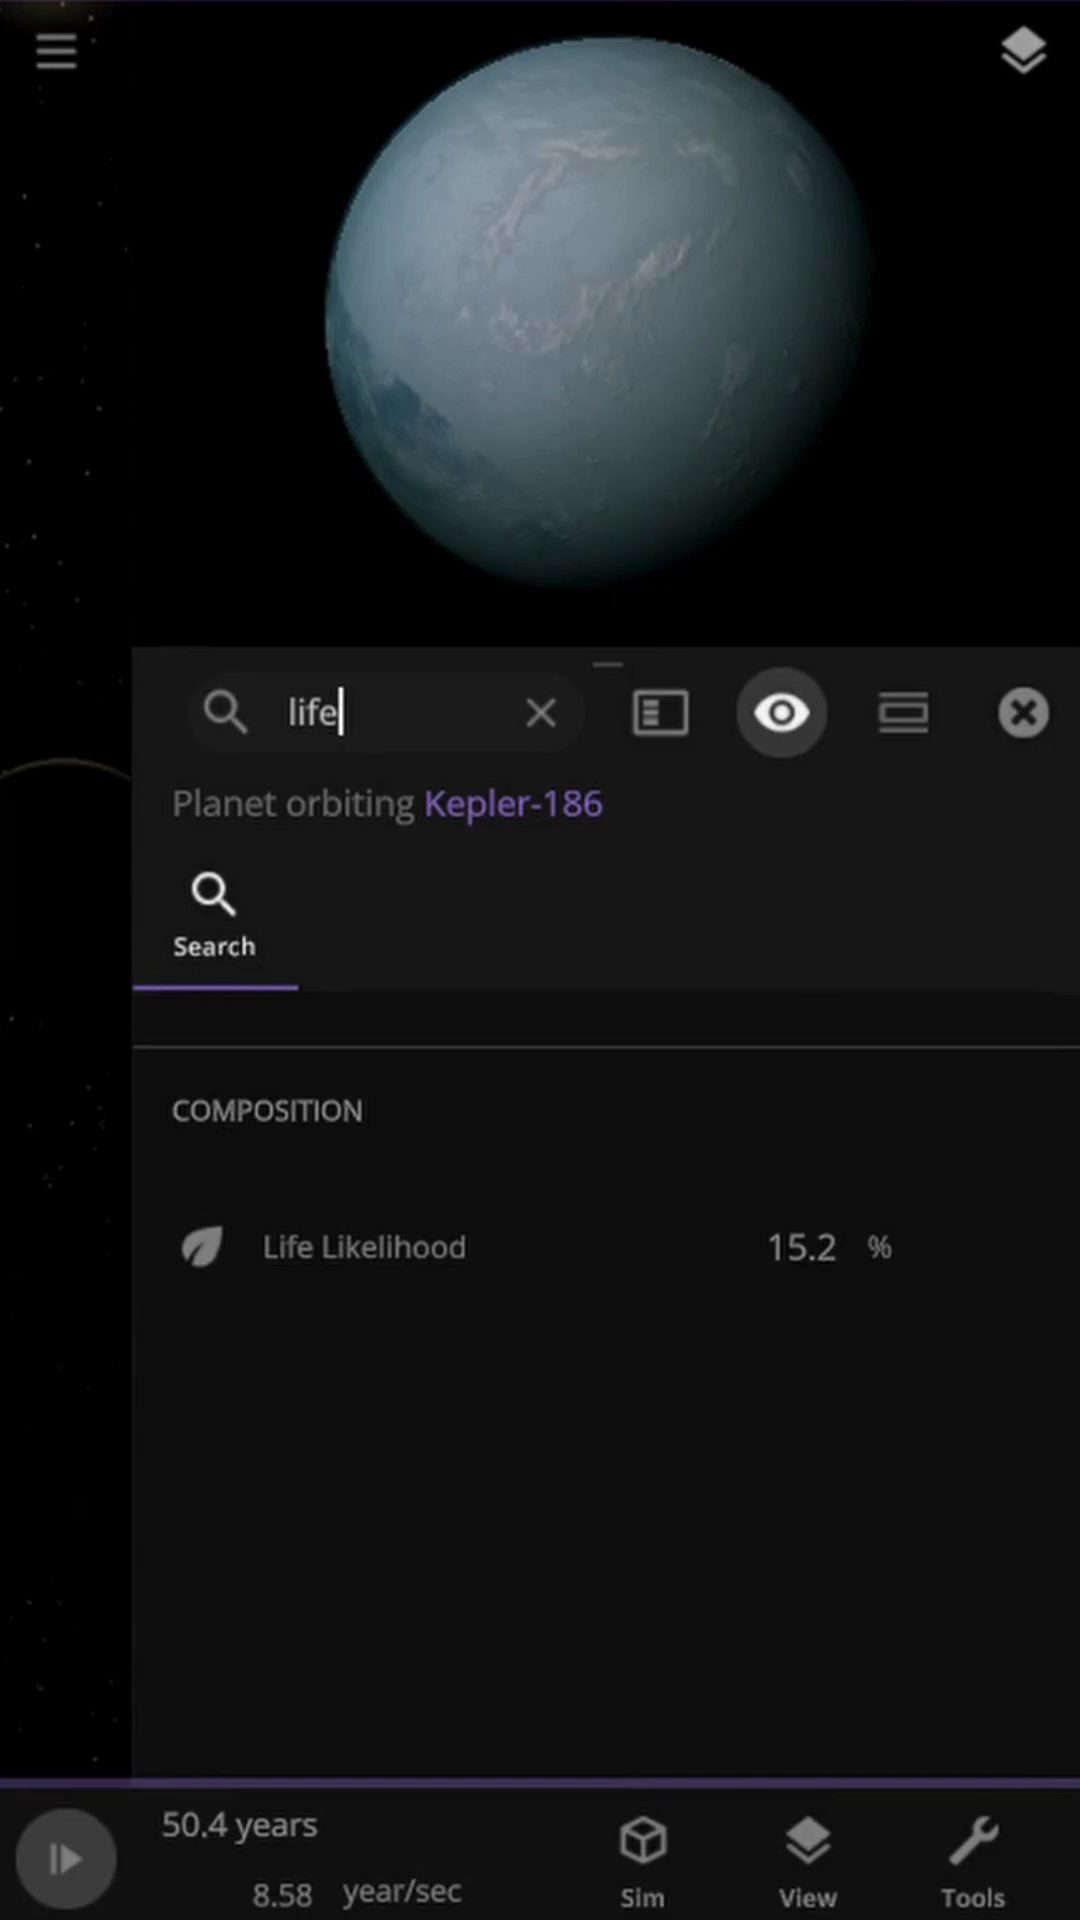 life
Planet orbiting Kepler-186
Search
COMPOSITION
Life Likelihood 15.2 %
50.4 years
8.58 year/sec
Sim
View
Tools